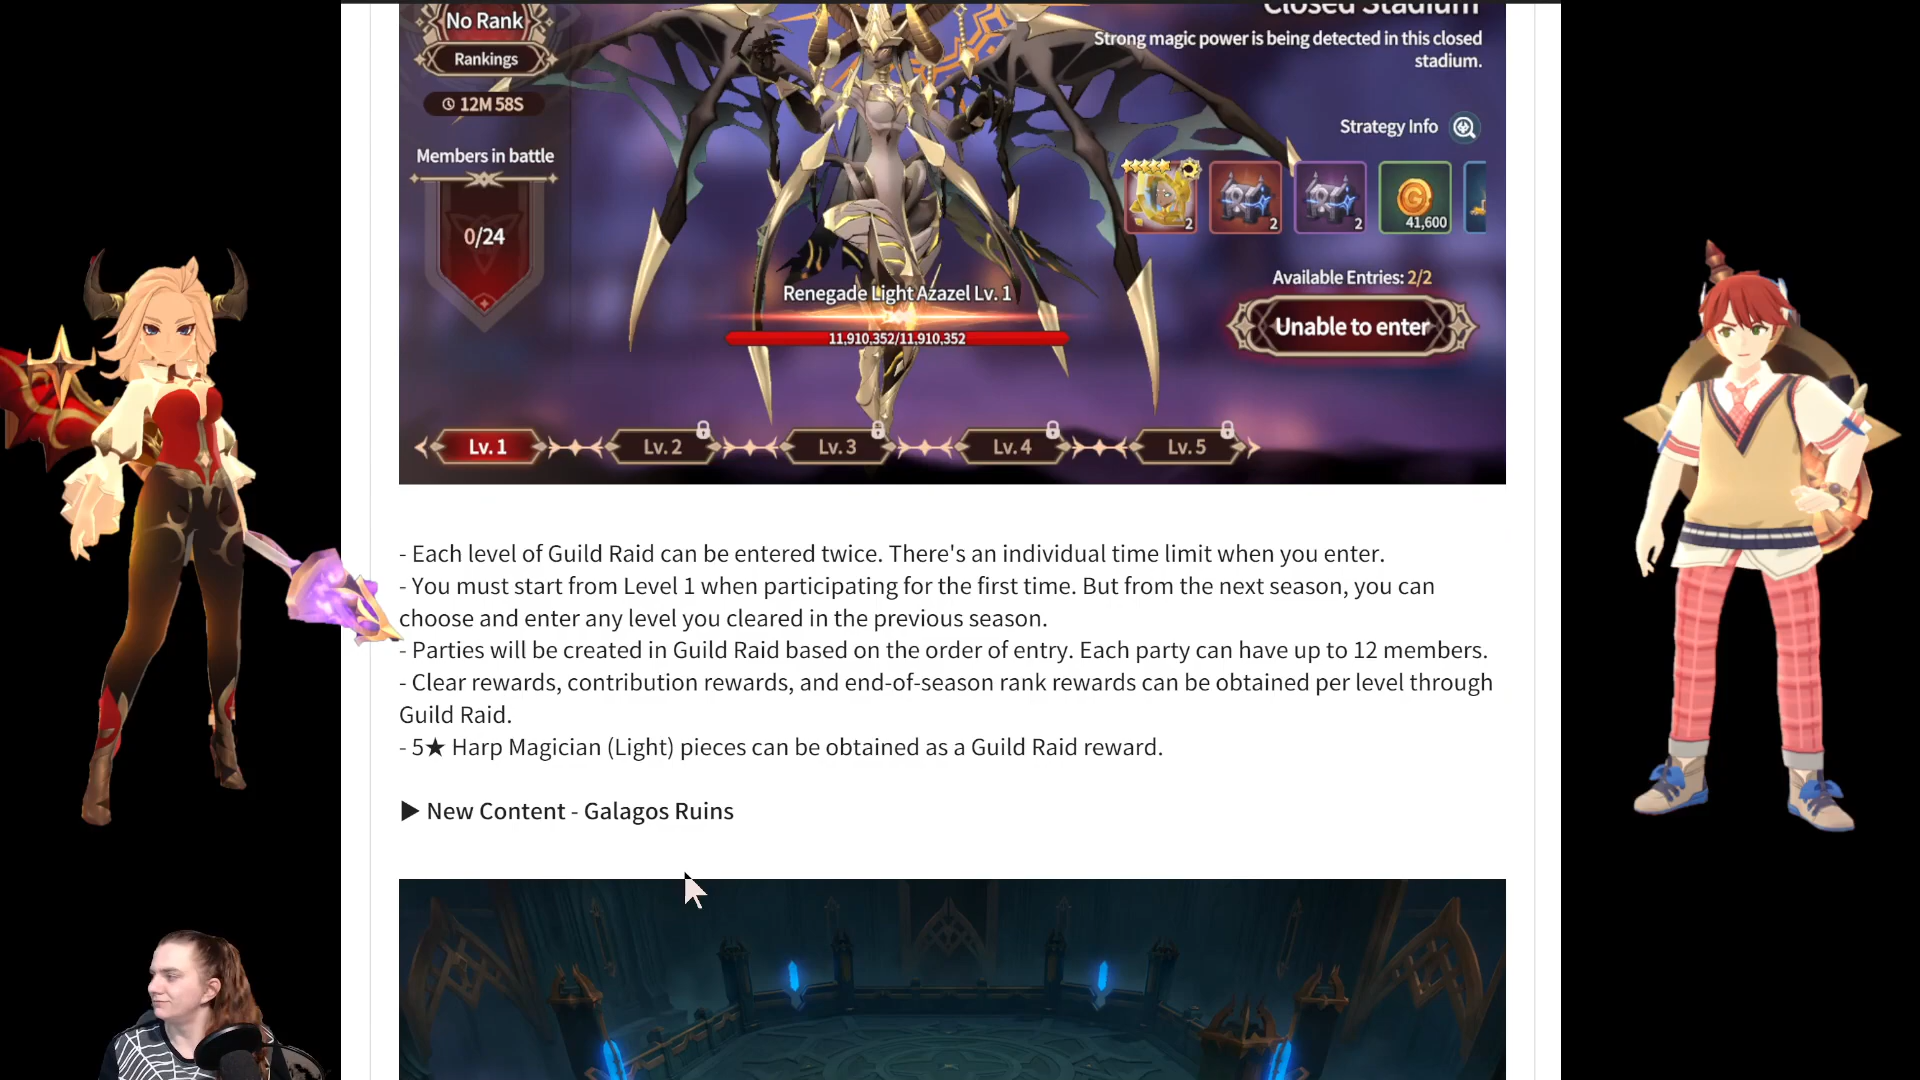 No Rank
Rankings
12M 58S
Members in battle
0/24
Closed Stadium
Strong magic power is being detected in this closed
stadium.
Strategy Info
2
2
2
41,600
Available Entries: 2/2
Unable to enter
Renegade Light Azazel Lv. 1
11,910,352/11,910,352
Lv. 1
Lv. 2
Lv. 3
Lv. 4
Lv. 5
- Each level of Guild Raid can be entered twice. There's an individual time limit when you enter.
- You must start from Level 1 when participating for the first time. But from the next season, you can
choose and enter any level you cleared in the previous season.
- Parties will be created in Guild Raid based on the order of entry. Each party can have up to 12 members.
- Clear rewards, contribution rewards, and end-of-season rank rewards can be obtained per level through
Guild Raid.
- 5★ Harp Magician (Light) pieces can be obtained as a Guild Raid reward.
▶ New Content - Galagos Ruins